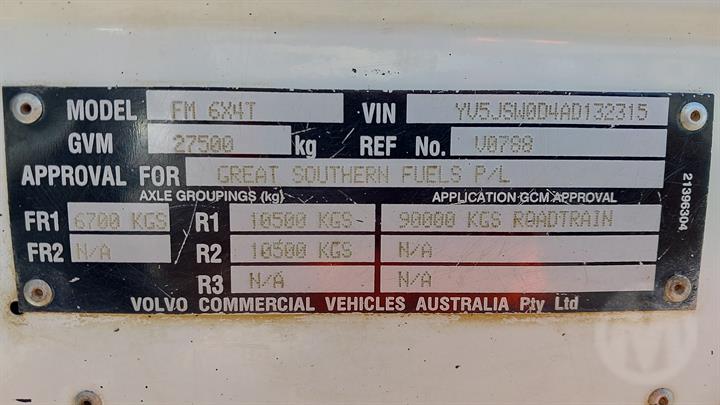 MODEL FM 6X4T VIN YV5JSW0D4AD132315
GVM 27500 kg REF No. V0788
APPROVAL FOR GREAT SOUTHERN FUELS P/L
AXLE GROUPINGS (kg) APPLICATION GCM APPROVAL
FR1 6700 KGS R1 10500 KGS 90000 KGS ROADTRAIN
FR2 N/A R2 10500 KGS N/A
R3 N/A N/A
VOLVO COMMERCIAL VEHICLES AUSTRALIA Pty Ltd
21396304
M